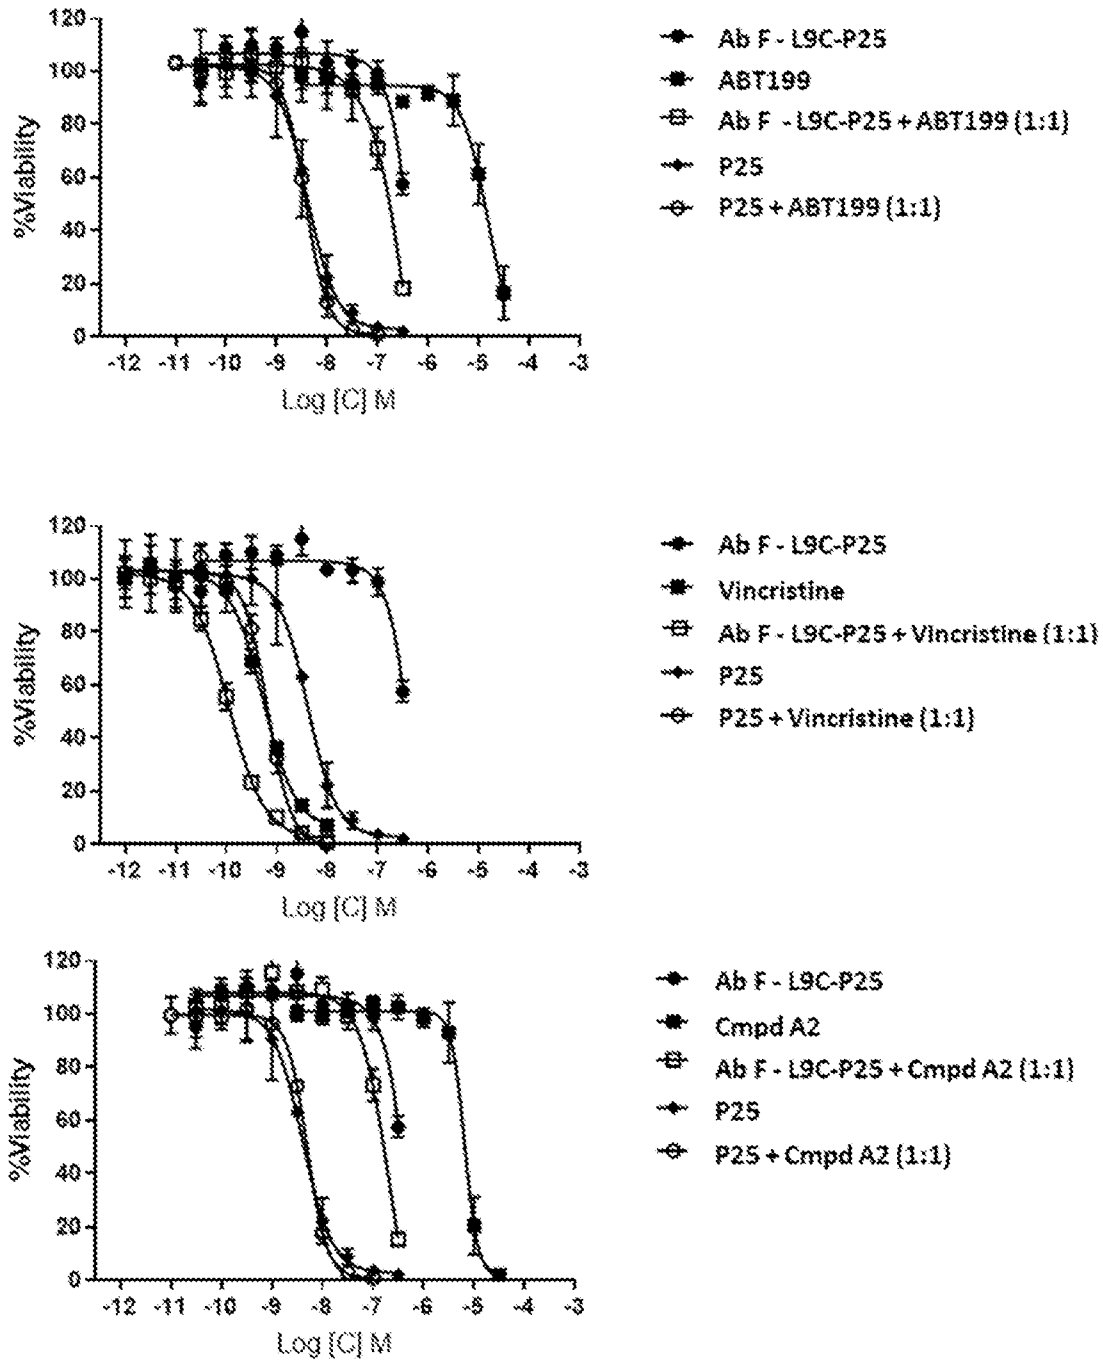 120
100
80
60
40
20
0
%Viability
-12 -11 -10 -9 -8 -7 -6 -5 -4 -3
Log [C] M
Ab F - L9C-P25
ABT199
Ab F - L9C-P25 + ABT199 (1:1)
P25
P25 + ABT199 (1:1)
120
100
80
60
40
20
0
%Viability
-12 -11 -10 -9 -8 -7 -6 -5 -4 -3
Log [C] M
Ab F - L9C-P25
Vincristine
Ab F - L9C-P25 + Vincristine (1:1)
P25
P25 + Vincristine (1:1)
120
100
80
60
40
20
0
%Viability
-12 -11 -10 -9 -8 -7 -6 -5 -4 -3
Log [C] M
Ab F - L9C-P25
Cmpd A2
Ab F - L9C-P25 + Cmpd A2 (1:1)
P25
P25 + Cmpd A2 (1:1)